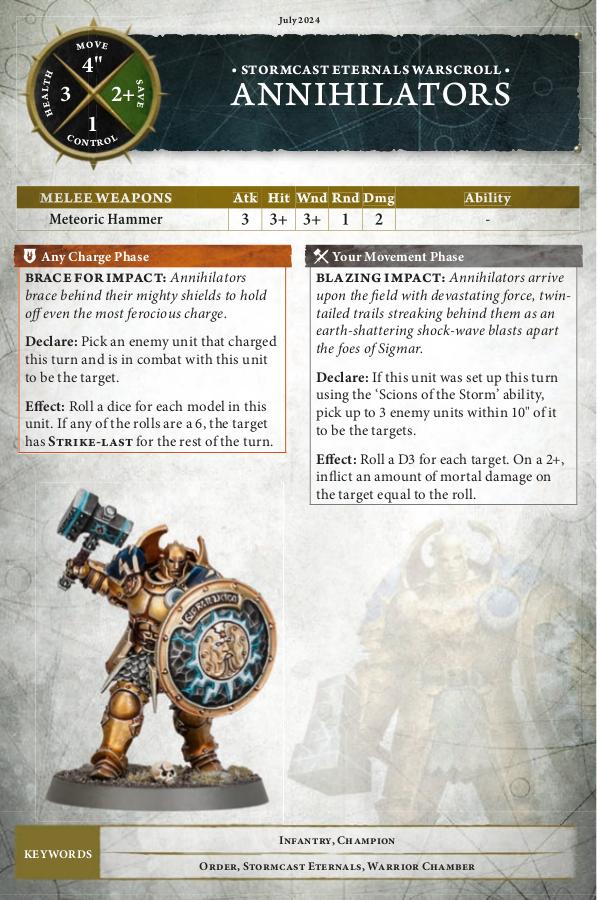 July 2024
MOVE
4"
HEALTH
3
2+
SAVE
1
CONTROL
• STORMCAST ETERNALS WARSCROLL •
ANNIHILATORS
MELEE WEAPONS Atk Hit Wnd Rnd Dmg Ability
Meteoric Hammer 3 3+ 3+ 1 2 -
Any Charge Phase
BRACE FOR IMPACT: Annihilators
brace behind their mighty shields to hold
off even the most ferocious charge.
Declare: Pick an enemy unit that charged
this turn and is in combat with this unit
to be the target.
Effect: Roll a dice for each model in this
unit. If any of the rolls are a 6, the target
has STRIKE-LAST for the rest of the turn.
Your Movement Phase
BLAZING IMPACT: Annihilators arrive
upon the field with devastating force, twin-
tailed trails streaking behind them as an
earth-shattering shock-wave blasts apart
the foes of Sigmar.
Declare: If this unit was set up this turn
using the ‘Scions of the Storm’ ability,
pick up to 3 enemy units within 10" of it
to be the targets.
Effect: Roll a D3 for each target. On a 2+,
inflict an amount of mortal damage on
the target equal to the roll.
KEYWORDS
INFANTRY, CHAMPION
ORDER, STORMCAST ETERNALS, WARRIOR CHAMBER